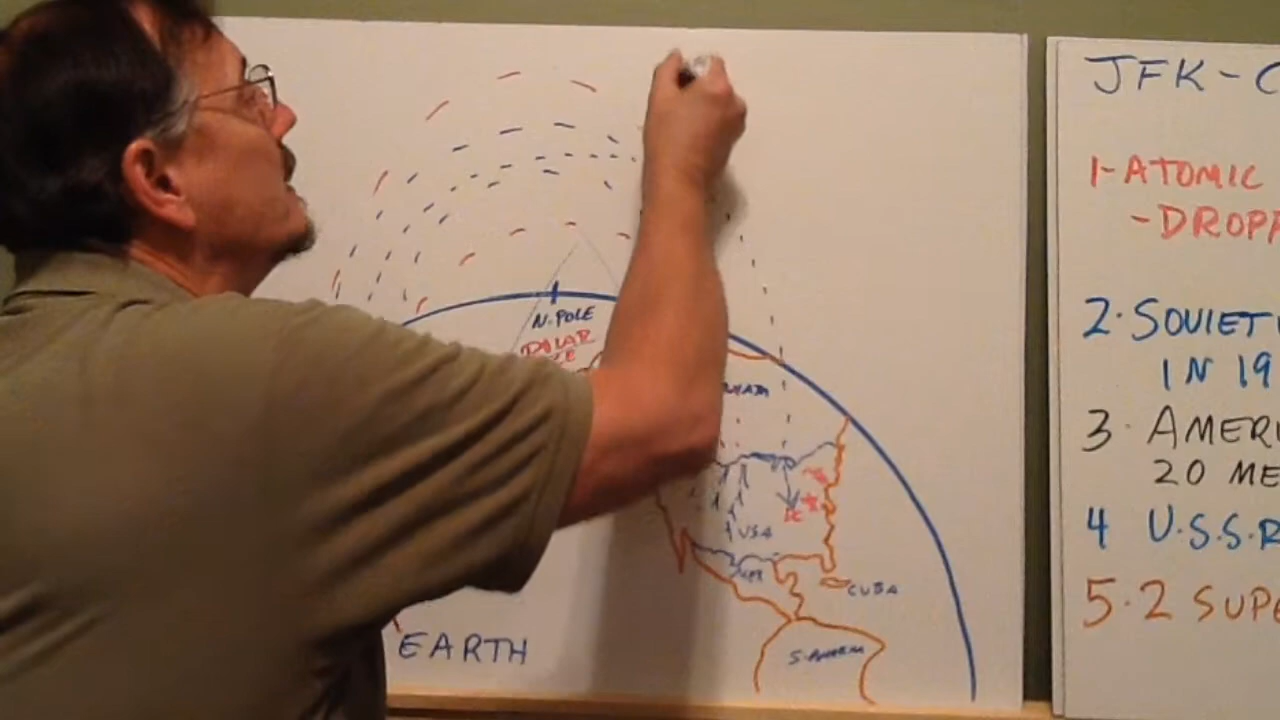 N. POLE
POLAR
USA
CUBA
S. AMERICA
EARTH
JFK - C
1- ATOMIC
- DROPP
2. SOVIET
IN 19
3. AMERI
20 ME
4 U.S.S.R
5. 2 SUPE